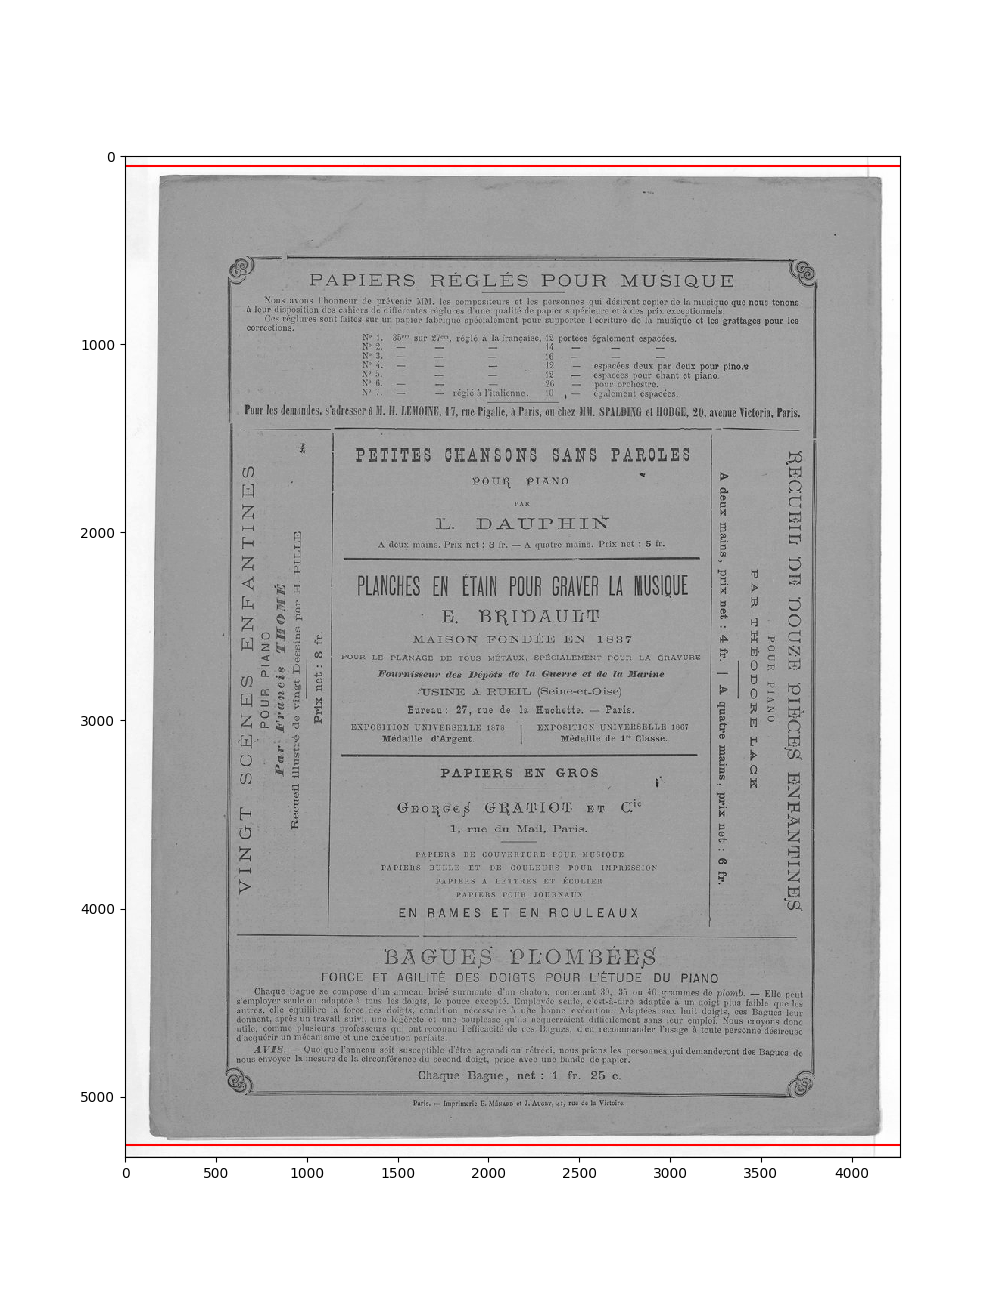 PAPIERS RÉGLÉS POUR MUSIQUE
Nous avons l'honneur de prévenir MM. les compositeurs et les personnes qui désirent copier de la musique que nous tenons
à leur disposition des cahiers de différentes réglures d'une qualité de papier supérieure et à des prix exceptionnels.
Ces réglures sont faites sur un papier fabriqué spécialement pour supporter l'écriture de la musique et les grattages pour les
corrections.
Nº 1. 35cm sur 27cm, réglé à la française, 12 portées également espacées.
Nº 2. — — — 14 — — —
Nº 3. — — — 16 — — —
Nº 4. — — — 12 — espacées deux par deux pour piano.
Nº 5. — — — 12 — espacées pour chant et piano.
Nº 6. — — — 26 — pour orchestre.
Nº 7. — — réglé à l'italienne. 10 — également espacées
Pour les demandes, s'adresser à M. H. LEMOINE, 17, rue Pigalle, à Paris, ou chez MM. SPALDING et HODGE, 20, avenue Victoria, Paris.
VINGT SCÈNES ENFANTINES
POUR PIANO
Par Francis THOMÉ
Recueil illustré de vingt Dessins par H. PILLE
Prix net : 8 fr
PETITES CHANSONS SANS PAROLES
POUR PIANO
PAR
L. DAUPHIN
A deux mains. Prix net : 3 fr. — A quatre mains. Prix net : 5 fr.
PLANCHES EN ÉTAIN POUR GRAVER LA MUSIQUE
E. BRIDAULT
MAISON FONDÉE EN 1837
POUR LE PLANAGE DE TOUS MÉTAUX, SPÉCIALEMENT POUR LA GRAVURE
Fournisseur des Dépôts de la Guerre et de la Marine
USINE A RUEIL (Seine-et-Oise)
Bureau : 27, rue de la Huchette. — Paris.
EXPOSITION UNIVERSELLE 1878
Médaille d'Argent
EXPOSITION UNIVERSELLE 1867
Médaille de 1re Classe.
PAPIERS EN GROS
GEORGES GRATIOT ET Cie
1, rue du Mail, Paris.
PAPIERS DE COUVERTURE POUR MUSIQUE
PAPIERS BULLE ET DE COULEURS POUR IMPRESSION
PAPIERS A LETTRES ET ÉCOLIER
PAPIERS POUR JOURNAUX
EN RAMES ET EN ROULEAUX
RECUEIL DE DOUZE PIÈCES ENFANTINES
POUR PIANO
PAR THÉODORE LACK
A deux mains, prix net : 4 fr. | A quatre mains, prix net : 6 fr.
BAGUES PLOMBÉES
FORCE ET AGILITÉ DES DOIGTS POUR L'ÉTUDE DU PIANO
Chaque Bague se compose d'un anneau brisé surmonté d'un chaton, contenant 30, 35 ou 40 grammes de plomb. — Elle peut
s'employer seule ou adaptée à tous les doigts, le pouce excepté. Employée seule, c'est-à-dire adaptée à un doigt plus faible que les
autres, elle équilibre la force des doigts, condition nécessaire à une bonne exécution. Adaptées aux huit doigts, ces Bagues leur
donnent, après un travail suivi, une légèreté et une souplesse qu'ils acquerraient difficilement sans leur emploi. Nous croyons donc
utile, comme plusieurs professeurs qui ont reconnu l'efficacité de ces Bagues, d'en recommander l'usage à toute personne désireuse
d'acquérir un mécanisme et une exécution parfaits.
AVIS. — Quoique l'anneau soit susceptible d'être agrandi ou rétréci, nous prions les personnes qui demanderont des Bagues de
nous envoyer la mesure de la circonférence du second doigt, prise avec une bande de papier.
Chaque Bague, net : 1 fr. 25 c.
Paris. — Imprimerie E. MÉNARD et J. AUGRY, 41, rue de la Victoire
0
1000
2000
3000
4000
5000
0 500 1000 1500 2000 2500 3000 3500 4000